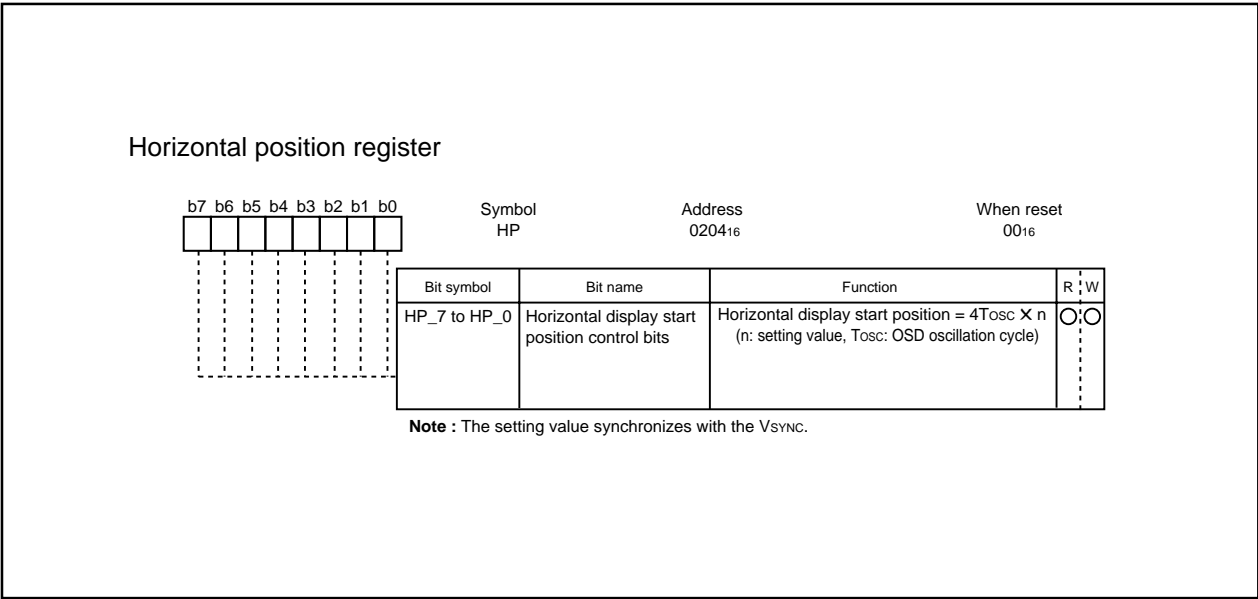 Horizontal position register
b7 b6 b5 b4 b3 b2 b1 b0
Symbol Address When reset
HP 0204₁₆ 00₁₆
Bit symbol Bit name Function R W
HP_7 to HP_0 Horizontal display start Horizontal display start position = 4Tosc ✕ n
position control bits (n: setting value, Tosc: OSD oscillation cycle)
Note : The setting value synchronizes with the VSYNC.